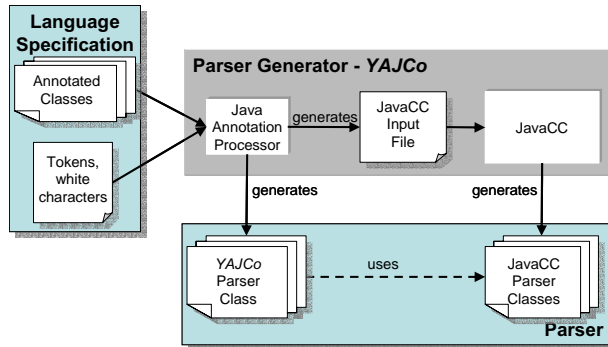 Language
Specification
Annotated
Classes
Tokens,
white
characters
Parser Generator - YAJCo
Java
Annotation
Processor
generates
JavaCC
Input
File
JavaCC
generates
generates
YAJCo
Parser
Class
uses
JavaCC
Parser
Classes
Parser